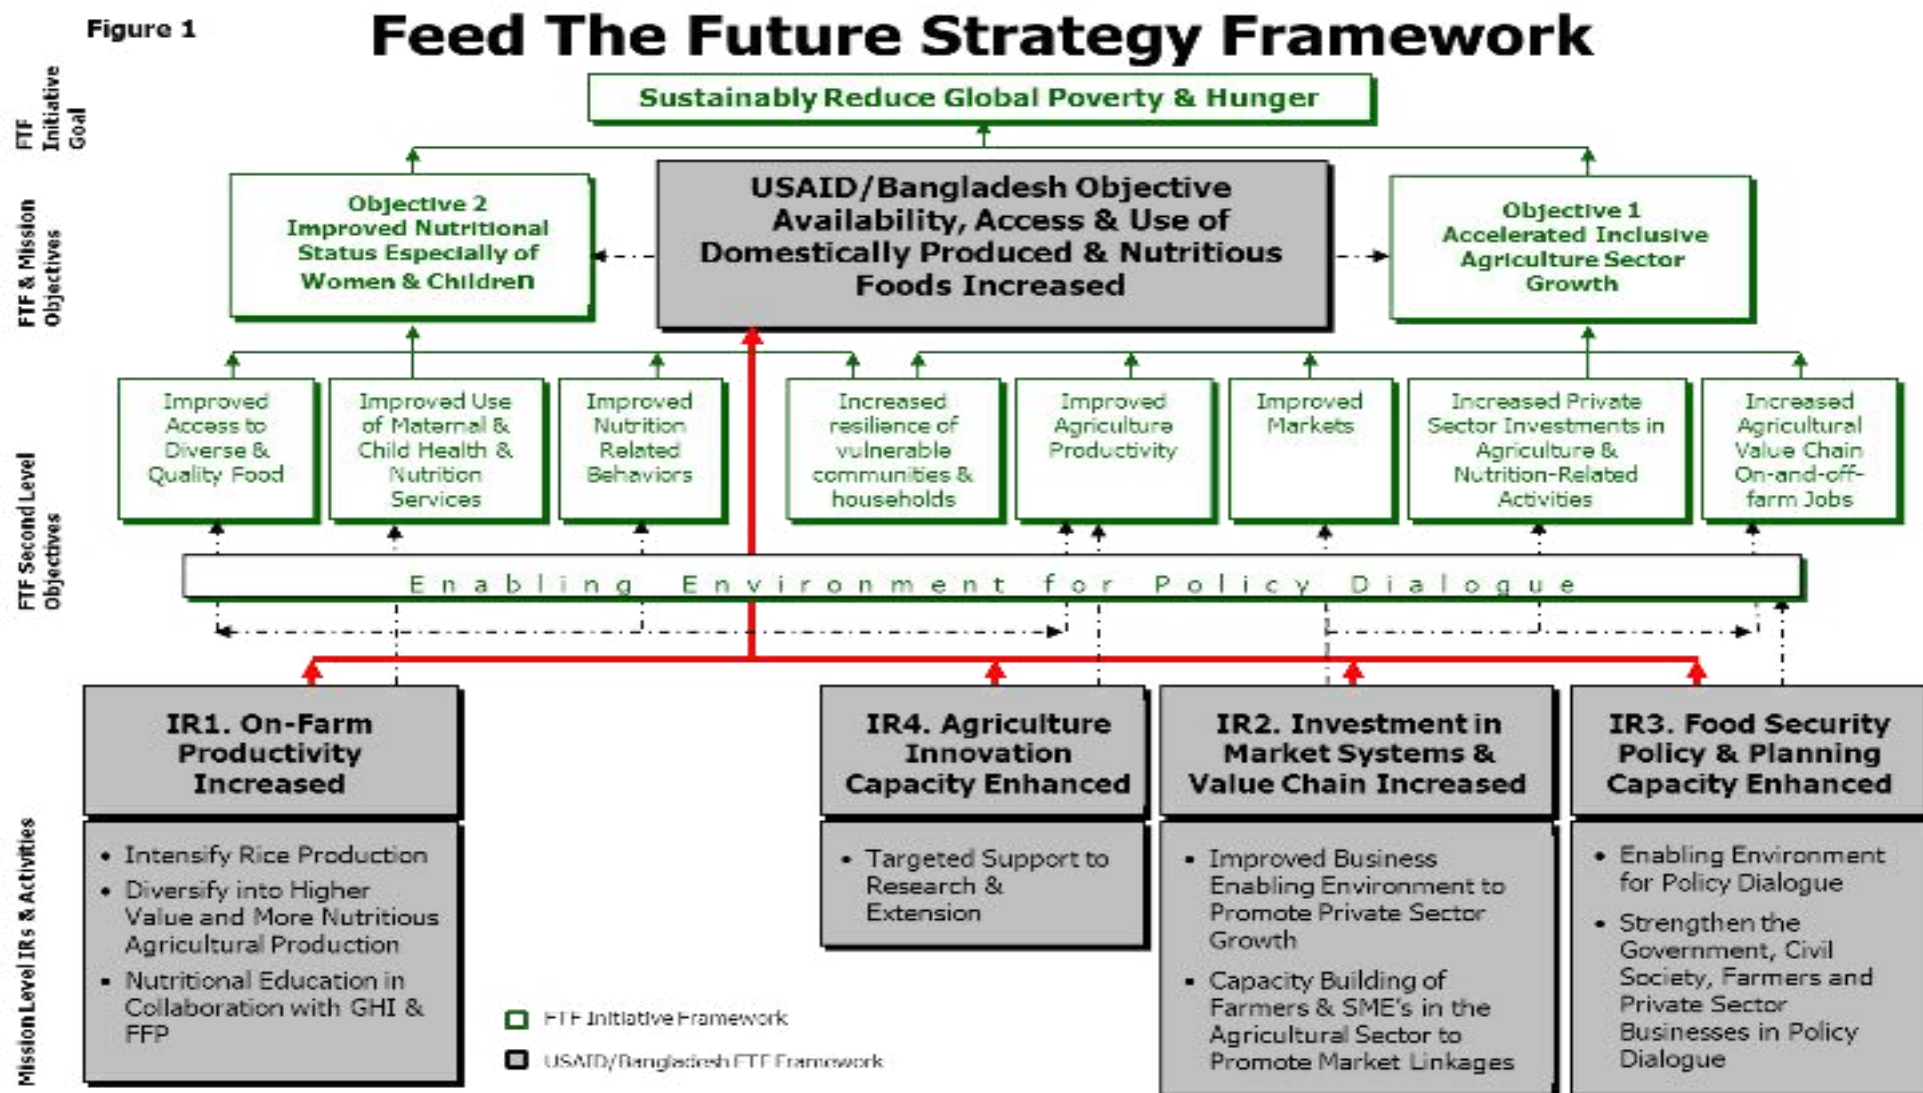 Figure 1
Feed The Future Strategy Framework
FTF
Initiative
Goal
Sustainably Reduce Global Poverty & Hunger
FTF & Mission
Objectives
Objective 2
Improved Nutritional
Status Especially of
Women & Children
USAID/Bangladesh Objective
Availability, Access & Use of
Domestically Produced & Nutritious
Foods Increased
Objective 1
Accelerated Inclusive
Agriculture Sector
Growth
FTF Second Level
Objectives
Improved
Access to
Diverse &
Quality Food
Improved Use
of Maternal &
Child Health &
Nutrition
Services
Improved
Nutrition
Related
Behaviors
Increased
resilience of
vulnerable
communities &
households
Improved
Agriculture
Productivity
Improved
Markets
Increased Private
Sector Investments in
Agriculture &
Nutrition-Related
Activities
Increased
Agricultural
Value Chain
On-and-off-
farm Jobs
Enabling Environment for Policy Dialogue
Mission Level IRs & Activities
IR1. On-Farm
Productivity
Increased
• Intensify Rice Production
• Diversify into Higher
Value and More Nutritious
Agricultural Production
• Nutritional Education in
Collaboration with GHI &
FFP
IR4. Agriculture
Innovation
Capacity Enhanced
• Targeted Support to
Research &
Extension
IR2. Investment in
Market Systems &
Value Chain Increased
• Improved Business
Enabling Environment to
Promote Private Sector
Growth
• Capacity Building of
Farmers & SME's in the
Agricultural Sector to
Promote Market Linkages
IR3. Food Security
Policy & Planning
Capacity Enhanced
• Enabling Environment
for Policy Dialogue
• Strengthen the
Government, Civil
Society, Farmers and
Private Sector
Businesses in Policy
Dialogue
FTF Initiative Framework
USAID/Bangladesh FTF Framework